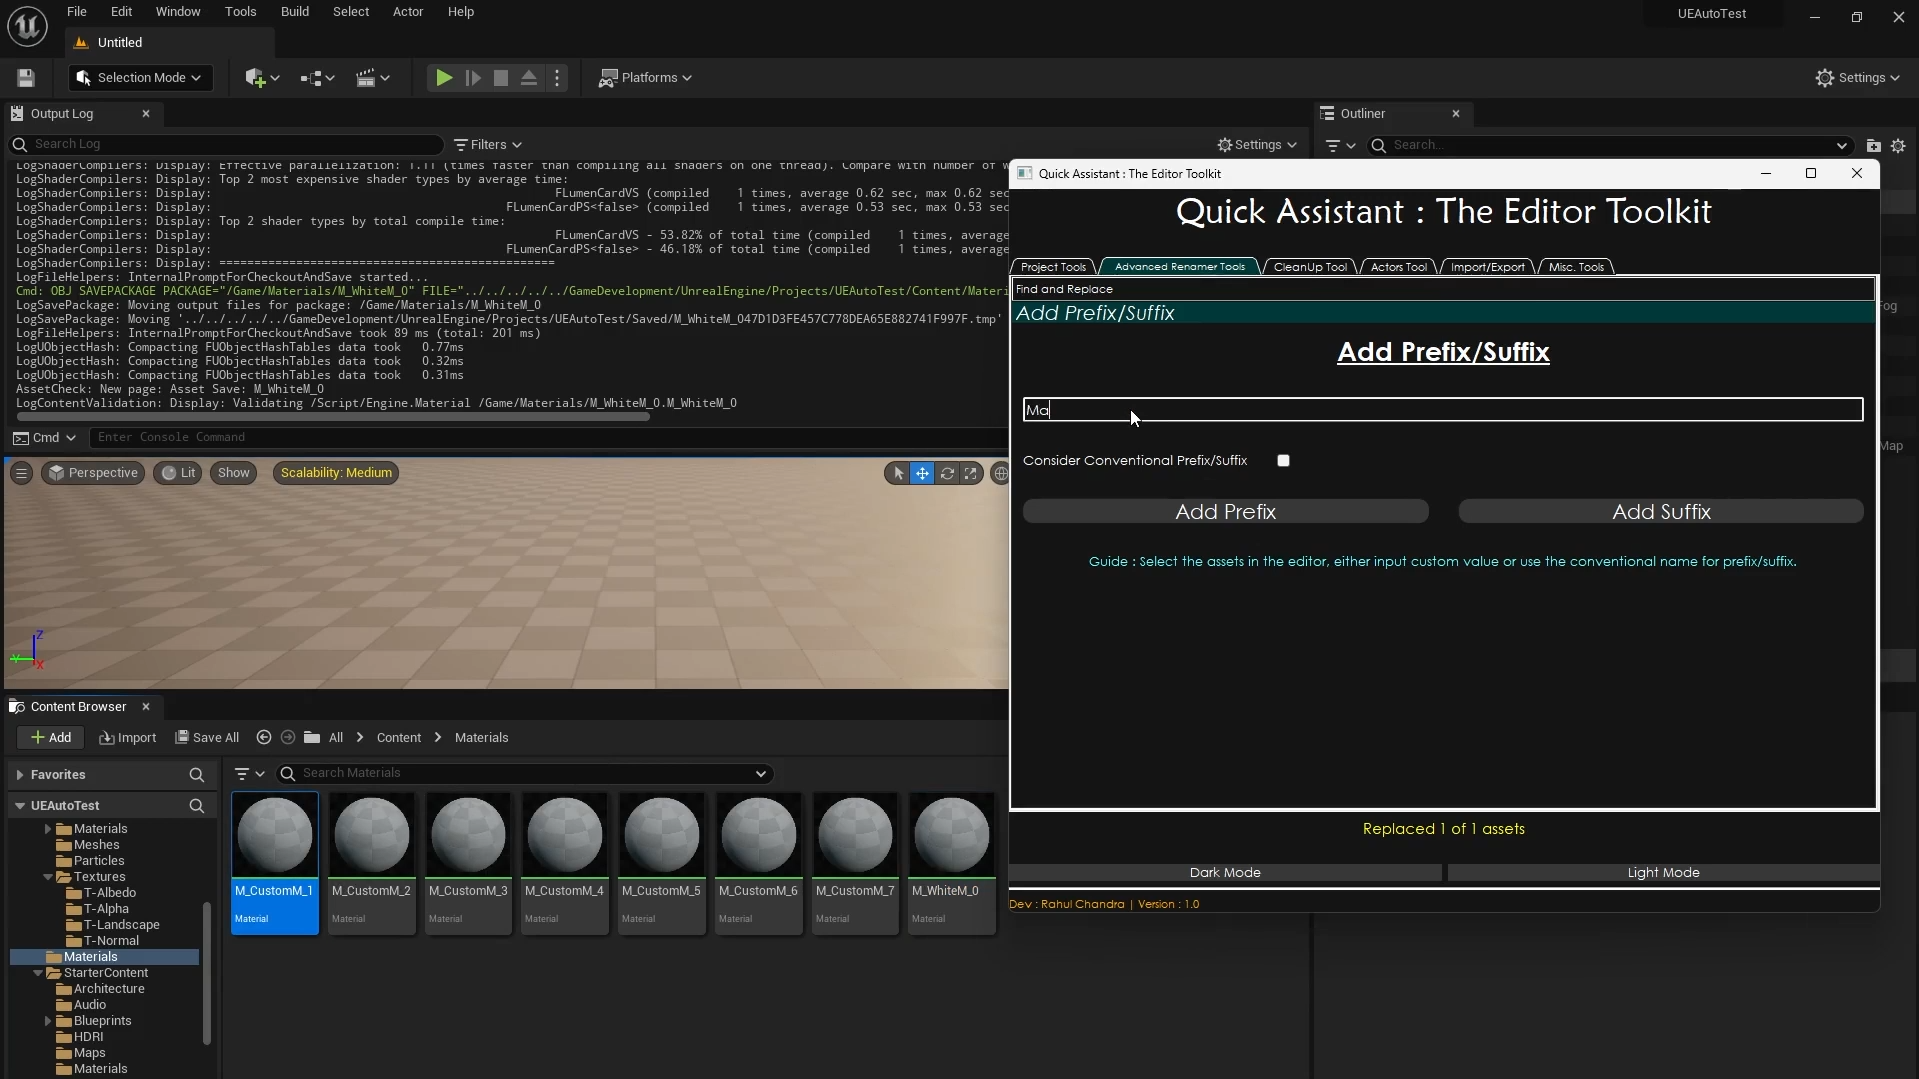 File Edit Window Tools Build Select Actor Help
UEAutoTest
Untitled
Selection Mode
Platforms
Settings
Output Log
Outliner
Search Log
Filters
Settings
Search...
LogShaderCompilers: Display: Effective parallelization: 1.11 (times faster than compiling all shaders on one thread). Compare with number of w
LogShaderCompilers: Display: Top 2 most expensive shader types by average time:
LogShaderCompilers: Display: FLumenCardVS (compiled 1 times, average 0.62 sec, max 0.62 sec
LogShaderCompilers: Display: FLumenCardPS<false> (compiled 1 times, average 0.53 sec, max 0.53 sec
LogShaderCompilers: Display: Top 2 shader types by total compile time:
LogShaderCompilers: Display: FLumenCardVS - 53.82% of total time (compiled 1 times, average
LogShaderCompilers: Display: FLumenCardPS<false> - 46.18% of total time (compiled 1 times, average
LogShaderCompilers: Display: ================================================
LogFileHelpers: InternalPromptForCheckoutAndSave started...
Cmd: OBJ SAVEPACKAGE PACKAGE="/Game/Materials/M_WhiteM_0" FILE="../../../../../GameDevelopment/UnrealEngine/Projects/UEAutoTest/Content/Materi
LogSavePackage: Moving output files for package: /Game/Materials/M_WhiteM_0
LogSavePackage: Moving '../../../../../GameDevelopment/UnrealEngine/Projects/UEAutoTest/Saved/M_WhiteM_047D1D3FE457C778DEA65E882741F997F.tmp'
LogFileHelpers: InternalPromptForCheckoutAndSave took 89 ms (total: 201 ms)
LogUObjectHash: Compacting FUObjectHashTables data took 0.77ms
LogUObjectHash: Compacting FUObjectHashTables data took 0.32ms
LogUObjectHash: Compacting FUObjectHashTables data took 0.31ms
AssetCheck: New page: Asset Save: M_WhiteM_0
LogContentValidation: Display: Validating /Script/Engine.Material /Game/Materials/M_WhiteM_0.M_WhiteM_0
Cmd
Enter Console Command
Perspective
Lit
Show
Scalability: Medium
Z
Y
X
Quick Assistant : The Editor Toolkit
Quick Assistant : The Editor Toolkit
Project Tools
Advanced Renamer Tools
CleanUp Tool
Actors Tool
Import/Export
Misc. Tools
Find and Replace
Add Prefix/Suffix
Add Prefix/Suffix
Ma
Consider Conventional Prefix/Suffix
Add Prefix
Add Suffix
Guide : Select the assets in the editor, either input custom value or use the conventional name for prefix/suffix.
Replaced 1 of 1 assets
Dark Mode
Light Mode
Dev : Rahul Chandra | Version : 1.0
og
Map
Content Browser
Add
Import
Save All
All
Content
Materials
Favorites
Search Materials
UEAutoTest
Materials
Meshes
Particles
Textures
T-Albedo
T-Alpha
T-Landscape
T-Normal
Materials
StarterContent
Architecture
Audio
Blueprints
HDRI
Maps
Materials
M_CustomM_1
M_CustomM_2
M_CustomM_3
M_CustomM_4
M_CustomM_5
M_CustomM_6
M_CustomM_7
M_WhiteM_0
Material
Material
Material
Material
Material
Material
Material
Material